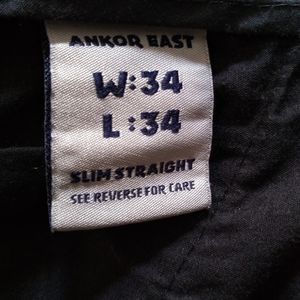 ANKOR EAST
W:34
L:34
SLIM STRAIGHT
SEE REVERSE FOR CARE